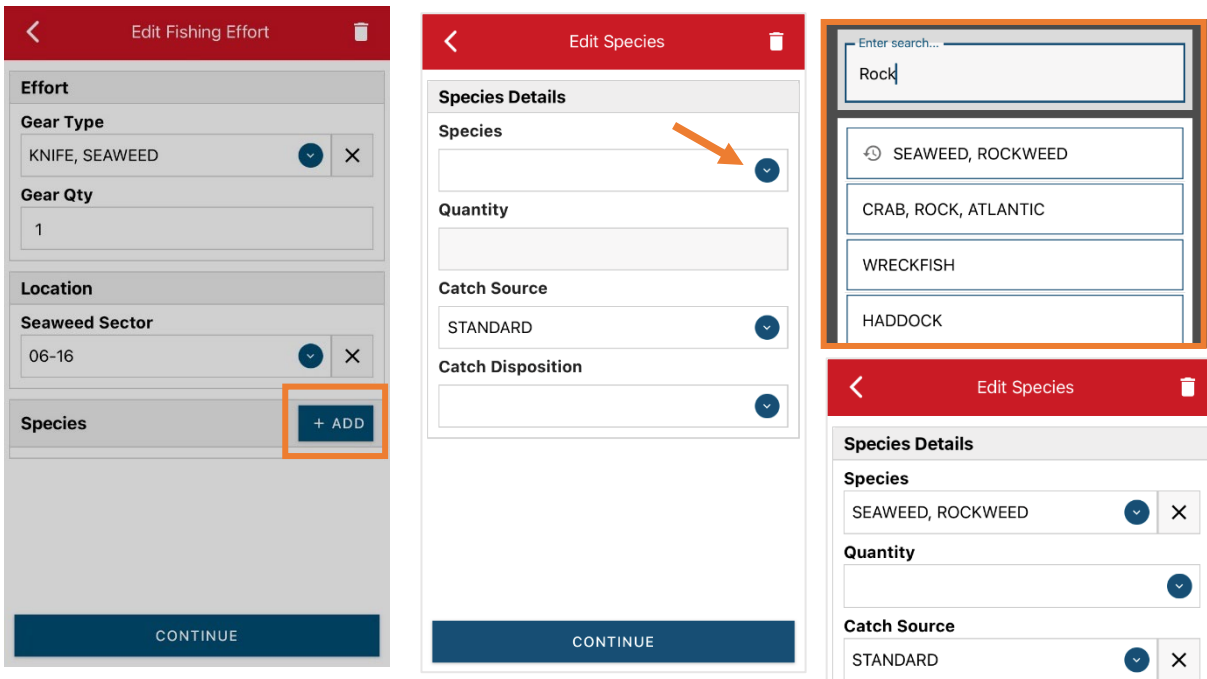 Edit Fishing Effort
Effort
Gear Type
KNIFE, SEAWEED
Gear Qty
1
Location
Seaweed Sector
06-16
Species
+ ADD
CONTINUE
Edit Species
Species Details
Species
Quantity
Catch Source
STANDARD
Catch Disposition
CONTINUE
Enter search...
Rock
SEAWEED, ROCKWEED
CRAB, ROCK, ATLANTIC
WRECKFISH
HADDOCK
Edit Species
Species Details
Species
SEAWEED, ROCKWEED
Quantity
Catch Source
STANDARD